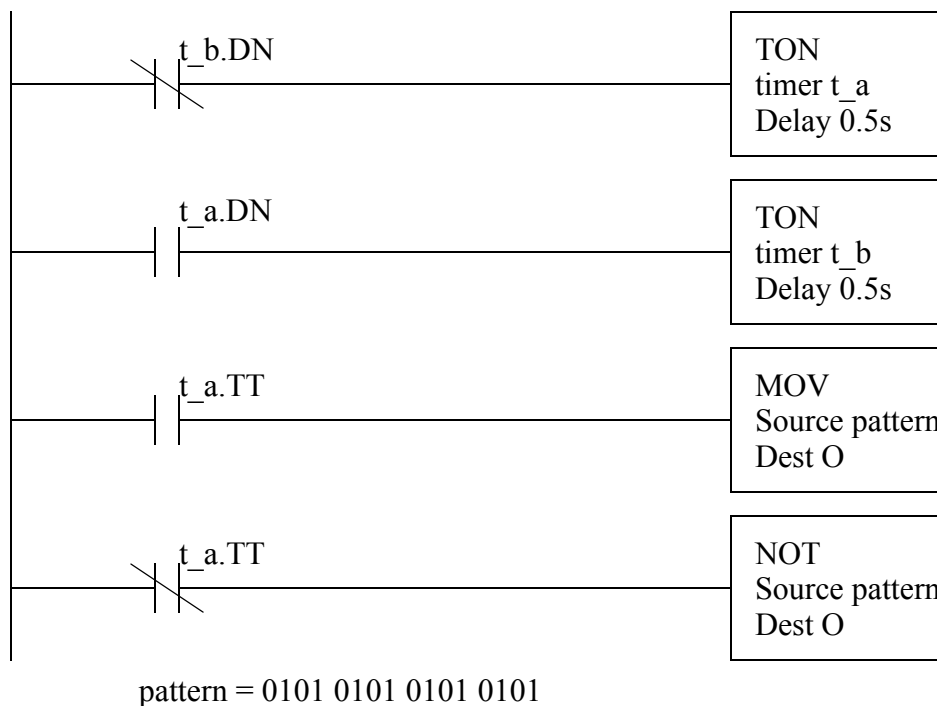 t_b.DN
TON
timer t_a
Delay 0.5s
t_a.DN
TON
timer t_b
Delay 0.5s
t_a.TT
MOV
Source pattern
Dest O
t_a.TT
NOT
Source pattern
Dest O
pattern = 0101 0101 0101 0101